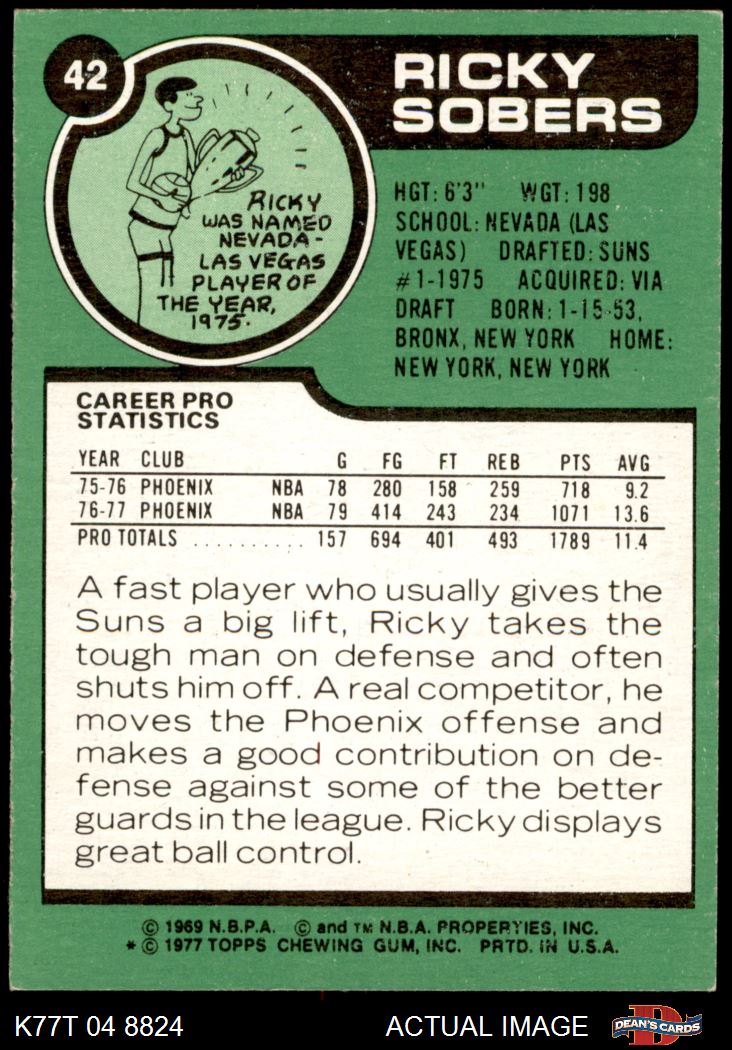 42
RICKY
SOBERS
RICKY
WAS NAMED
NEVADA-
LAS VEGAS
PLAYER OF
THE YEAR,
1975.
HGT: 6'3" WGT: 198
SCHOOL: NEVADA (LAS
VEGAS) DRAFTED: SUNS
#1-1975 ACQUIRED: VIA
DRAFT BORN: 1-15-53,
BRONX, NEW YORK HOME:
NEW YORK, NEW YORK
CAREER PRO
STATISTICS
YEAR CLUB G FG FT REB PTS AVG
75-76 PHOENIX NBA 78 280 158 259 718 9.2
76-77 PHOENIX NBA 79 414 243 234 1071 13.6
PRO TOTALS .......... 157 694 401 493 1789 11.4
A fast player who usually gives the
Suns a big lift, Ricky takes the
tough man on defense and often
shuts him off. A real competitor, he
moves the Phoenix offense and
makes a good contribution on de-
fense against some of the better
guards in the league. Ricky displays
great ball control.
© 1969 N.B.P.A. © and TM N.B.A. PROPERTIES, INC.
* © 1977 TOPPS CHEWING GUM, INC. PRTD. IN U.S.A.
K77T 04 8824 ACTUAL IMAGE
D
DEAN'S CARDS